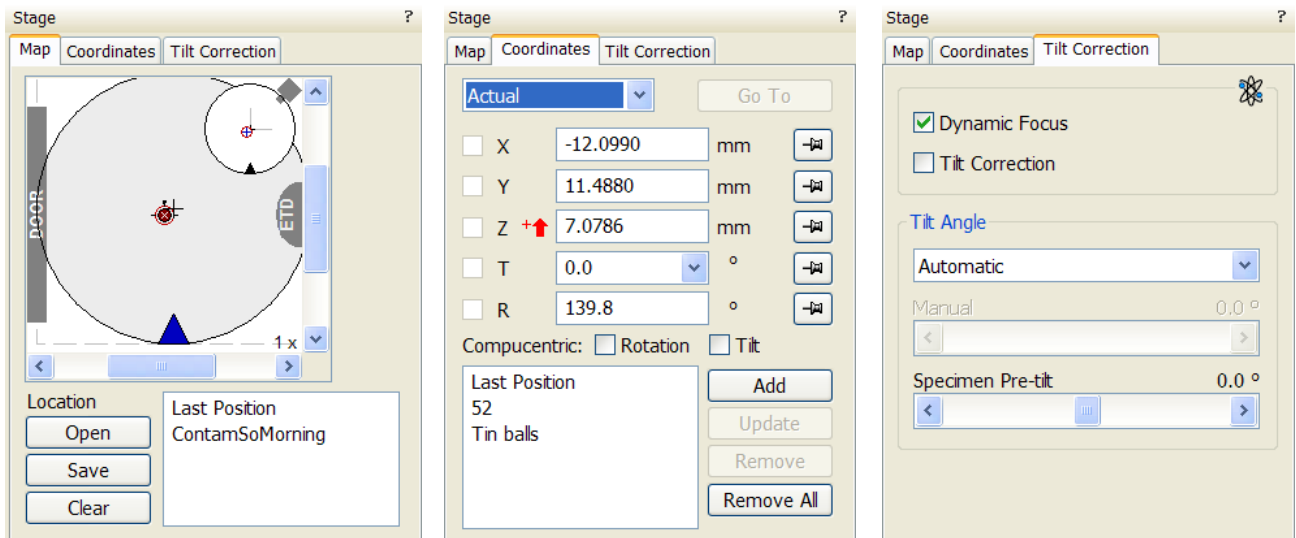 Stage ?
Map Coordinates Tilt Correction
DOOR
ETD
1 x
Location
Open
Save
Clear
Last Position
ContamSoMorning
Stage ?
Map Coordinates Tilt Correction
Actual Go To
X -12.0990 mm
Y 11.4880 mm
Z + 7.0786 mm
T 0.0 °
R 139.8 °
Compucentric: Rotation Tilt
Last Position
52
Tin balls
Add
Update
Remove
Remove All
Stage ?
Map Coordinates Tilt Correction
Dynamic Focus
Tilt Correction
Tilt Angle
Automatic
Manual 0.0 °
Specimen Pre-tilt 0.0 °